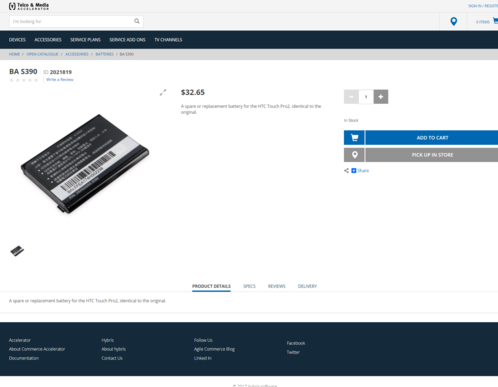 Telco & Media
ACCELERATOR
SIGN IN / REGISTER
I'm looking for
0 ITEMS
DEVICES ACCESSORIES SERVICE PLANS SERVICE ADD ONS TV CHANNELS
HOME / OPEN CATALOGUE / ACCESSORIES / BATTERIES / BA S390
BA S390 ID 2021819
Write a Review
$32.65
A spare or replacement battery for the HTC Touch Pro2, identical to the
original.
- 1 +
In Stock
ADD TO CART
PICK UP IN STORE
Share
PRODUCT DETAILS SPECS REVIEWS DELIVERY
A spare or replacement battery for the HTC Touch Pro2, identical to the original.
Accelerator Hybris Follow Us Facebook
About Commerce Accelerator About hybris Agile Commerce Blog Twitter
Documentation Contact Us Linked In
© 2017 hybris software